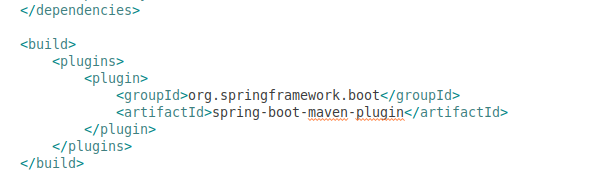 </dependencies>
<build>
<plugins>
<plugin>
<groupId>org.springframework.boot</groupId>
<artifactId>spring-boot-maven-plugin</artifactId>
</plugin>
</plugins>
</build>